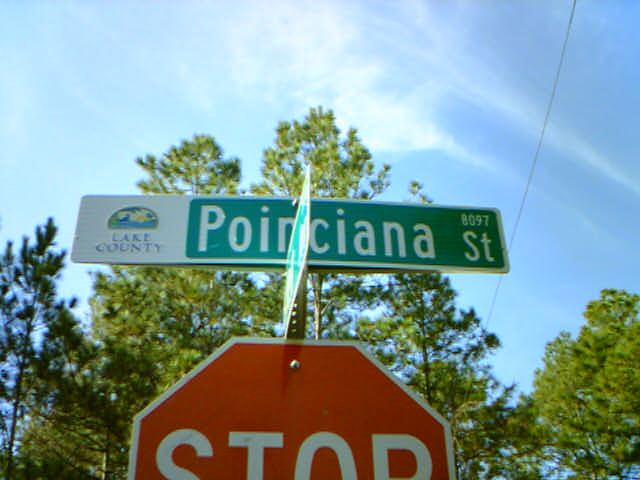 LAKE
COUNTY
Poinciana St
8097
STOP